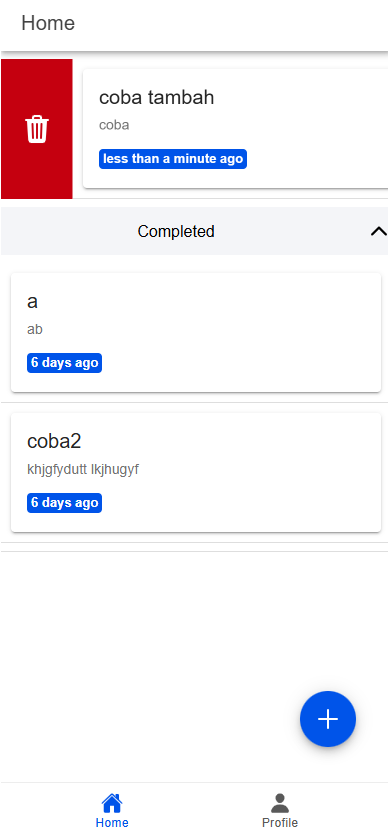 Home
coba tambah
coba
less than a minute ago
Completed
a
ab
6 days ago
coba2
khjgfydutt lkjhugyf
6 days ago
Home
Profile